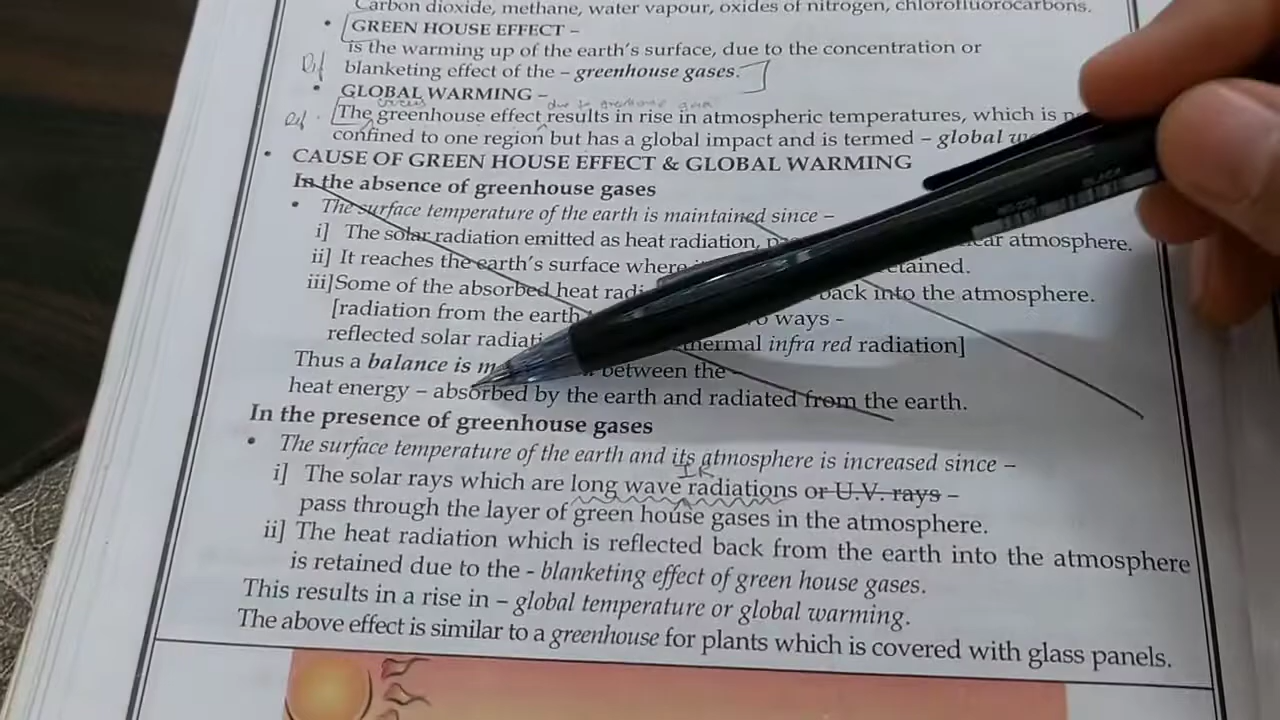 Carbon dioxide, methane, water vapour, oxides of nitrogen, chlorofluorocarbons.
• GREEN HOUSE EFFECT –
is the warming up of the earth's surface, due to the concentration or
Def blanketing effect of the – greenhouse gases.
• GLOBAL WARMING –
due to greenhouse gases
Def. The greenhouse effect results in rise in atmospheric temperatures, which is
confined to one region but has a global impact and is termed – global
• CAUSE OF GREEN HOUSE EFFECT & GLOBAL WARMING
In the absence of greenhouse gases
• The surface temperature of the earth is maintained since –
i] The solar radiation emitted as heat radiation, atmosphere.
ii] It reaches the earth's surface where
iii]Some of the absorbed heat back into the atmosphere.
[radiation from the earth ways -
reflected solar infra red radiation]
Thus a balance is between the –
heat energy – absorbed by the earth and radiated from the earth.
In the presence of greenhouse gases
• The surface temperature of the earth and its atmosphere is increased since –
IR
i] The solar rays which are long wave radiations or U.V. rays –
pass through the layer of green house gases in the atmosphere.
ii] The heat radiation which is reflected back from the earth into the atmosphere
is retained due to the - blanketing effect of green house gases.
This results in a rise in – global temperature or global warming.
The above effect is similar to a greenhouse for plants which is covered with glass panels.